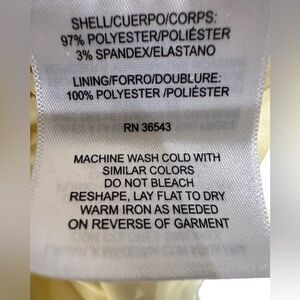 SHELL/CUERPO/CORPS:
97% POLYESTER/POLIÉSTER
3% SPANDEX/ELASTANO
LINING/FORRO/DOUBLURE:
100% POLYESTER /POLIÉSTER
RN 36543
MACHINE WASH COLD WITH
SIMILAR COLORS
DO NOT BLEACH
RESHAPE, LAY FLAT TO DRY
WARM IRON AS NEEDED
ON REVERSE OF GARMENT